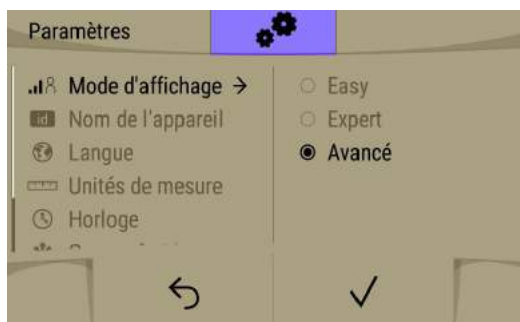 Paramètres
Mode d'affichage →
id Nom de l'appareil
Langue
Unités de mesure
Horloge
Easy
Expert
Avancé